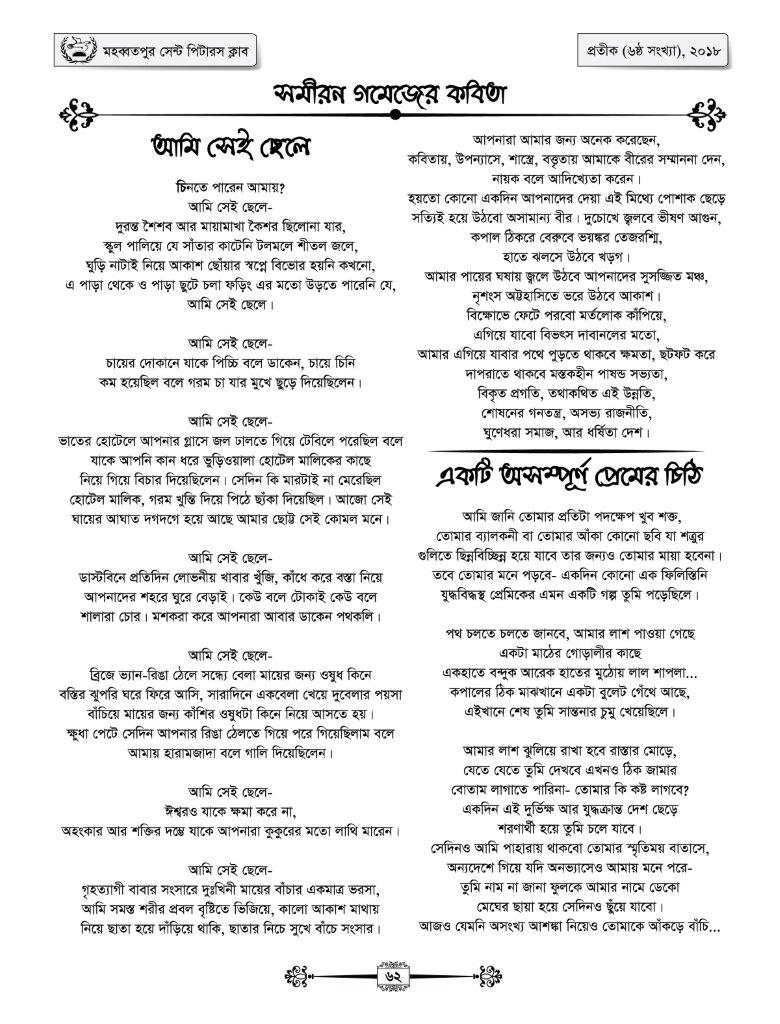 মহব্বতপুর সেন্ট পিটারস ক্লাব
প্রতীক (৬ষ্ঠ সংখ্যা), ২০১৮
সমীরন গমেজের কবিতা
আমি সেই ছেলে
চিনতে পারেন আমায়?
আমি সেই ছেলে-
দুরন্ত শৈশব আর মায়ামাখা কৈশর ছিলোনা যার,
স্কুল পালিয়ে যে সাঁতার কাটেনি টলমলে শীতল জলে,
ঘুড়ি নাটাই নিয়ে আকাশ ছোঁয়ার স্বপ্নে বিভোর হয়নি কখনো,
এ পাড়া থেকে ও পাড়া ছুটে চলা ফড়িং এর মতো উড়তে পারেনি যে,
আমি সেই ছেলে।
আমি সেই ছেলে-
চায়ের দোকানে যাকে পিচ্চি বলে ডাকেন, চায়ে চিনি
কম হয়েছিল বলে গরম চা যার মুখে ছুড়ে দিয়েছিলেন।
আমি সেই ছেলে-
ভাতের হোটেলে আপনার গ্লাসে জল ঢালতে গিয়ে টেবিলে পরেছিল বলে
যাকে আপনি কান ধরে ভুড়িওয়ালা হোটেল মালিকের কাছে
নিয়ে গিয়ে বিচার দিয়েছিলেন। সেদিন কি মারটাই না মেরেছিল
হোটেল মালিক, গরম খুন্তি দিয়ে পিঠে ছ্যাঁকা দিয়েছিল। আজো সেই
ঘায়ের আঘাত দগদগে হয়ে আছে আমার ছোট্ট সেই কোমল মনে।
আমি সেই ছেলে-
ডাস্টবিনে প্রতিদিন লোভনীয় খাবার খুঁজি, কাঁধে করে বস্তা নিয়ে
আপনাদের শহরে ঘুরে বেড়াই। কেউ বলে টোকাই কেউ বলে
শালারা চোর। মশকরা করে আপনারা আবার ডাকেন পথকলি।
আমি সেই ছেলে-
ব্রিজে ভ্যান-রিঙা ঠেলে সন্ধ্যে বেলা মায়ের জন্য ওষুধ কিনে
বস্তির ঝুপরি ঘরে ফিরে আসি, সারাদিনে একবেলা খেয়ে দুবেলার পয়সা
বাঁচিয়ে মায়ের জন্য কাঁশির ওষুধটা কিনে নিয়ে আসতে হয়।
ক্ষুধা পেটে সেদিন আপনার রিঙা ঠেলতে গিয়ে পরে গিয়েছিলাম বলে
আমায় হারামজাদা বলে গালি দিয়েছিলেন।
আমি সেই ছেলে-
ঈশ্বরও যাকে ক্ষমা করে না,
অহংকার আর শক্তির দম্ভে যাকে আপনারা কুকুরের মতো লাথি মারেন।
আমি সেই ছেলে-
গৃহত্যাগী বাবার সংসারে দুঃখিনী মায়ের বাঁচার একমাত্র ভরসা,
আমি সমস্ত শরীর প্রবল বৃষ্টিতে ভিজিয়ে, কালো আকাশ মাথায়
নিয়ে ছাতা হয়ে দাঁড়িয়ে থাকি, ছাতার নিচে সুখে বাঁচে সংসার।
আপনারা আমার জন্য অনেক করেছেন,
কবিতায়, উপন্যাসে, শাস্ত্রে, বক্তৃতায় আমাকে বীরের সম্মাননা দেন,
নায়ক বলে আদিখ্যেতা করেন।
হয়তো কোনো একদিন আপনাদের দেয়া এই মিথ্যে পোশাক ছেড়ে
সত্যিই হয়ে উঠবো অসামান্য বীর। দুচোখে জ্বলবে ভীষণ আগুন,
কপাল ঠিকরে বেরুবে ভয়ঙ্কর তেজরশ্মি,
হাতে ঝলসে উঠবে খড়গ।
আমার পায়ের ঘষায় জ্বলে উঠবে আপনাদের সুসজ্জিত মঞ্চ,
নৃশংস অট্টহাসিতে ভরে উঠবে আকাশ।
বিক্ষোভে ফেটে পরবো মর্তলোক কাঁপিয়ে,
এগিয়ে যাবো বিভৎস দাবানলের মতো,
আমার এগিয়ে যাবার পথে পুড়তে থাকবে ক্ষমতা, ছটফট করে
দাপরাতে থাকবে মস্তকহীন পাষন্ড সভ্যতা,
বিকৃত প্রগতি, তথাকথিত এই উন্নতি,
শোষনের গনতন্ত্র, অসভ্য রাজনীতি,
ঘুণেধরা সমাজ, আর ধর্ষিতা দেশ।
একটি অসম্পূর্ণ প্রেমের চিঠি
আমি জানি তোমার প্রতিটা পদক্ষেপ খুব শক্ত,
তোমার ব্যালকনী বা তোমার আঁকা কোনো ছবি যা শত্রুর
গুলিতে ছিন্নবিচ্ছিন্ন হয়ে যাবে তার জন্যও তোমার মায়া হবেনা।
তবে তোমার মনে পড়বে- একদিন কোনো এক ফিলিস্তিনি
যুদ্ধবিদ্ধস্থ প্রেমিকের এমন একটি গল্প তুমি পড়েছিলে।
পথ চলতে চলতে জানবে, আমার লাশ পাওয়া গেছে
একটা মাঠের গোড়ালীর কাছে
একহাতে বন্দুক আরেক হাতের মুঠোয় লাল শাপলা...
কপালের ঠিক মাঝখানে একটা বুলেট গেঁথে আছে,
এইখানে শেষ তুমি সান্তনার চুমু খেয়েছিলে।
আমার লাশ ঝুলিয়ে রাখা হবে রাস্তার মোড়ে,
যেতে যেতে তুমি দেখবে এখনও ঠিক জামার
বোতাম লাগাতে পারিনা- তোমার কি কষ্ট লাগবে?
একদিন এই দুর্ভিক্ষ আর যুদ্ধক্রান্ত দেশ ছেড়ে
শরণার্থী হয়ে তুমি চলে যাবে।
সেদিনও আমি পাহারায় থাকবো তোমার স্মৃতিময় বাতাসে,
অন্যদেশে গিয়ে যদি অনভ্যাসেও আমায় মনে পরে-
তুমি নাম না জানা ফুলকে আমার নামে ডেকো
মেঘের ছায়া হয়ে সেদিনও ছুঁয়ে যাবো।
আজও যেমনি অসংখ্য আশঙ্কা নিয়েও তোমাকে আঁকড়ে বাঁচি...
৬২